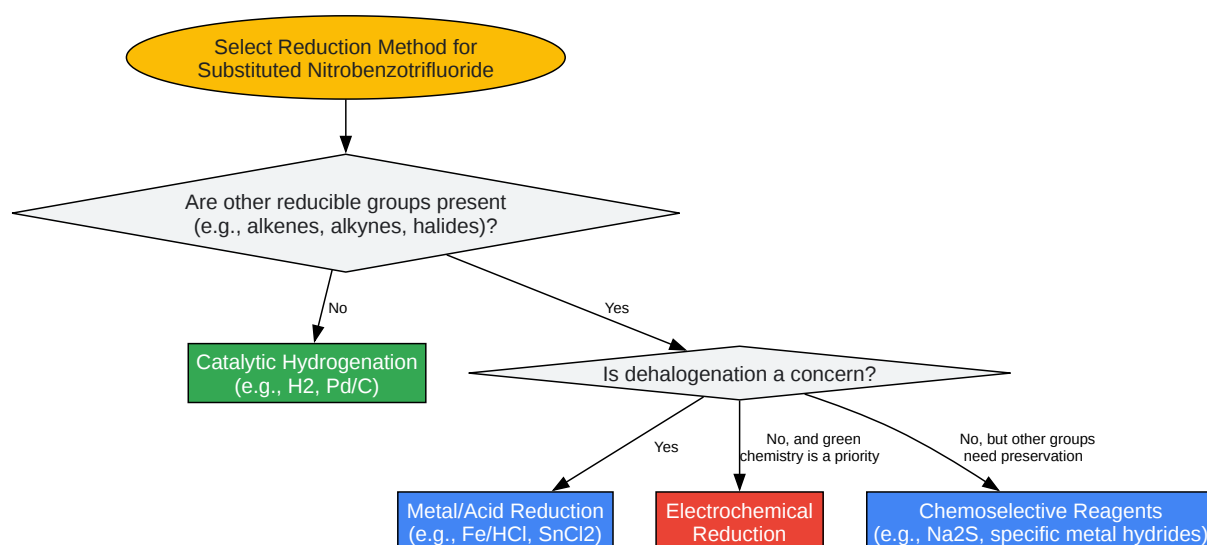 Select Reduction Method for
Substituted Nitrobenzotrifluoride
Are other reducible groups present
(e.g., alkenes, alkynes, halides)?
No
Yes
Catalytic Hydrogenation
(e.g., H2, Pd/C)
Is dehalogenation a concern?
Yes
No, and green
chemistry is a priority
No, but other groups
need preservation
Metal/Acid Reduction
(e.g., Fe/HCl, SnCl2)
Electrochemical
Reduction
Chemoselective Reagents
(e.g., Na2S, specific metal hydrides)